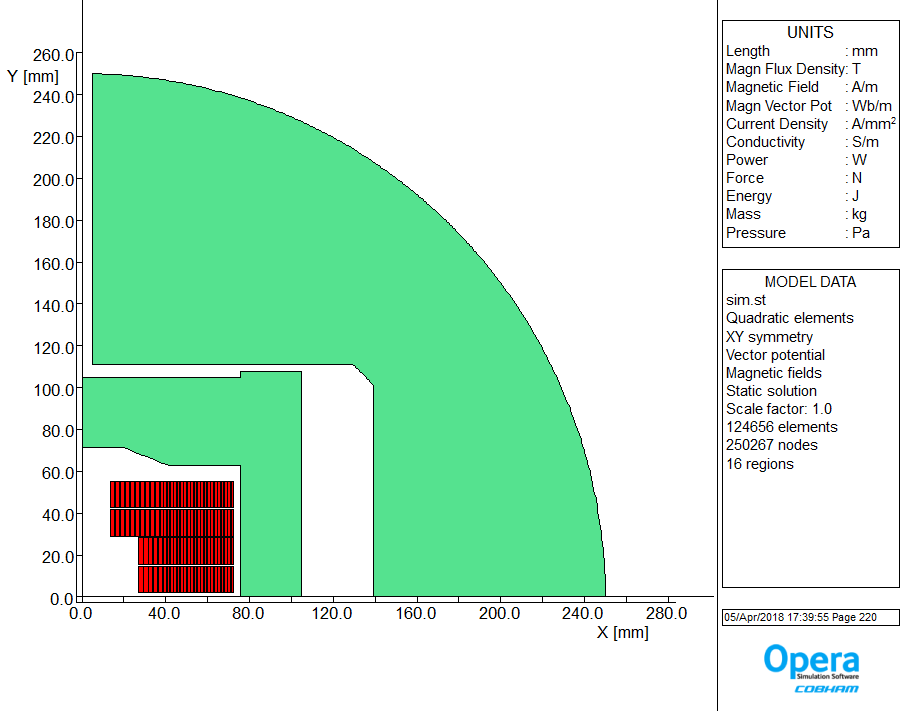 260.0
Y [mm]
240.0
220.0
200.0
180.0
160.0
140.0
120.0
100.0
80.0
60.0
40.0
20.0
0.0
0.0 40.0 80.0 120.0 160.0 200.0 240.0 280.0
X [mm]
UNITS
Length : mm
Magn Flux Density: T
Magnetic Field : A/m
Magn Vector Pot : Wb/m
Current Density : A/mm²
Conductivity : S/m
Power : W
Force : N
Energy : J
Mass : kg
Pressure : Pa
MODEL DATA
sim.st
Quadratic elements
XY symmetry
Vector potential
Magnetic fields
Static solution
Scale factor: 1.0
124656 elements
250267 nodes
16 regions
05/Apr/2018 17:39:55 Page 220
Opera
Simulation Software
COBHAM